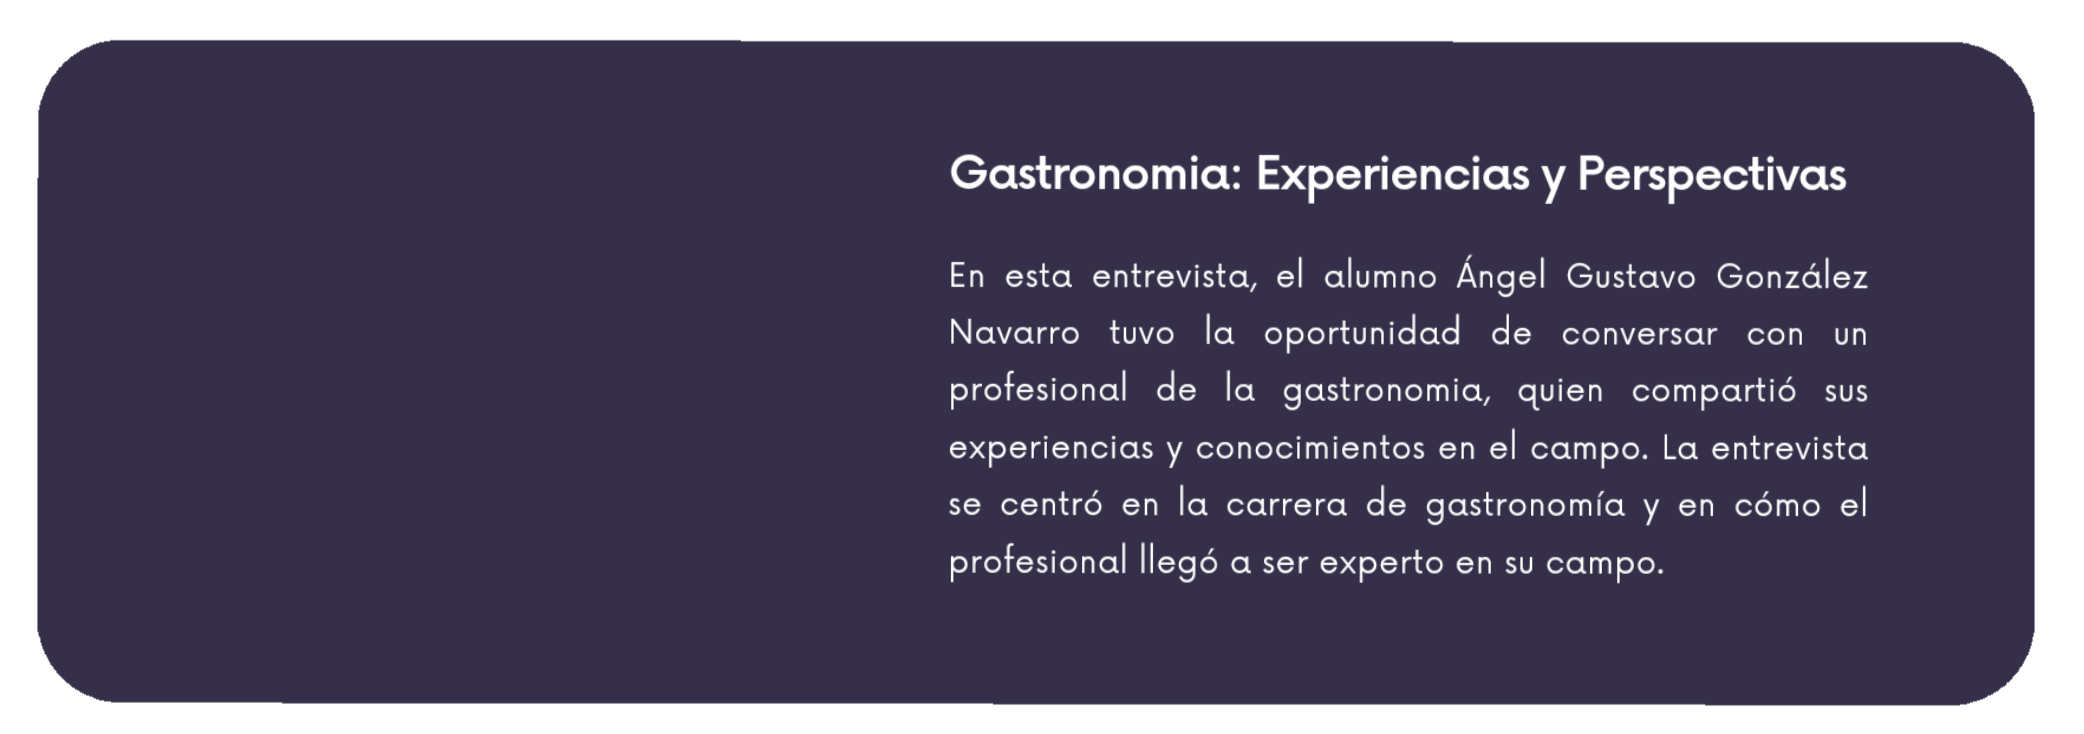 Gastronomia: Experiencias y Perspectivas
En esta entrevista, el alumno Ángel Gustavo González
Navarro tuvo la oportunidad de conversar con un
profesional de la gastronomia, quien compartió sus
experiencias y conocimientos en el campo. La entrevista
se centró en la carrera de gastronomía y en cómo el
profesional llegó a ser experto en su campo.